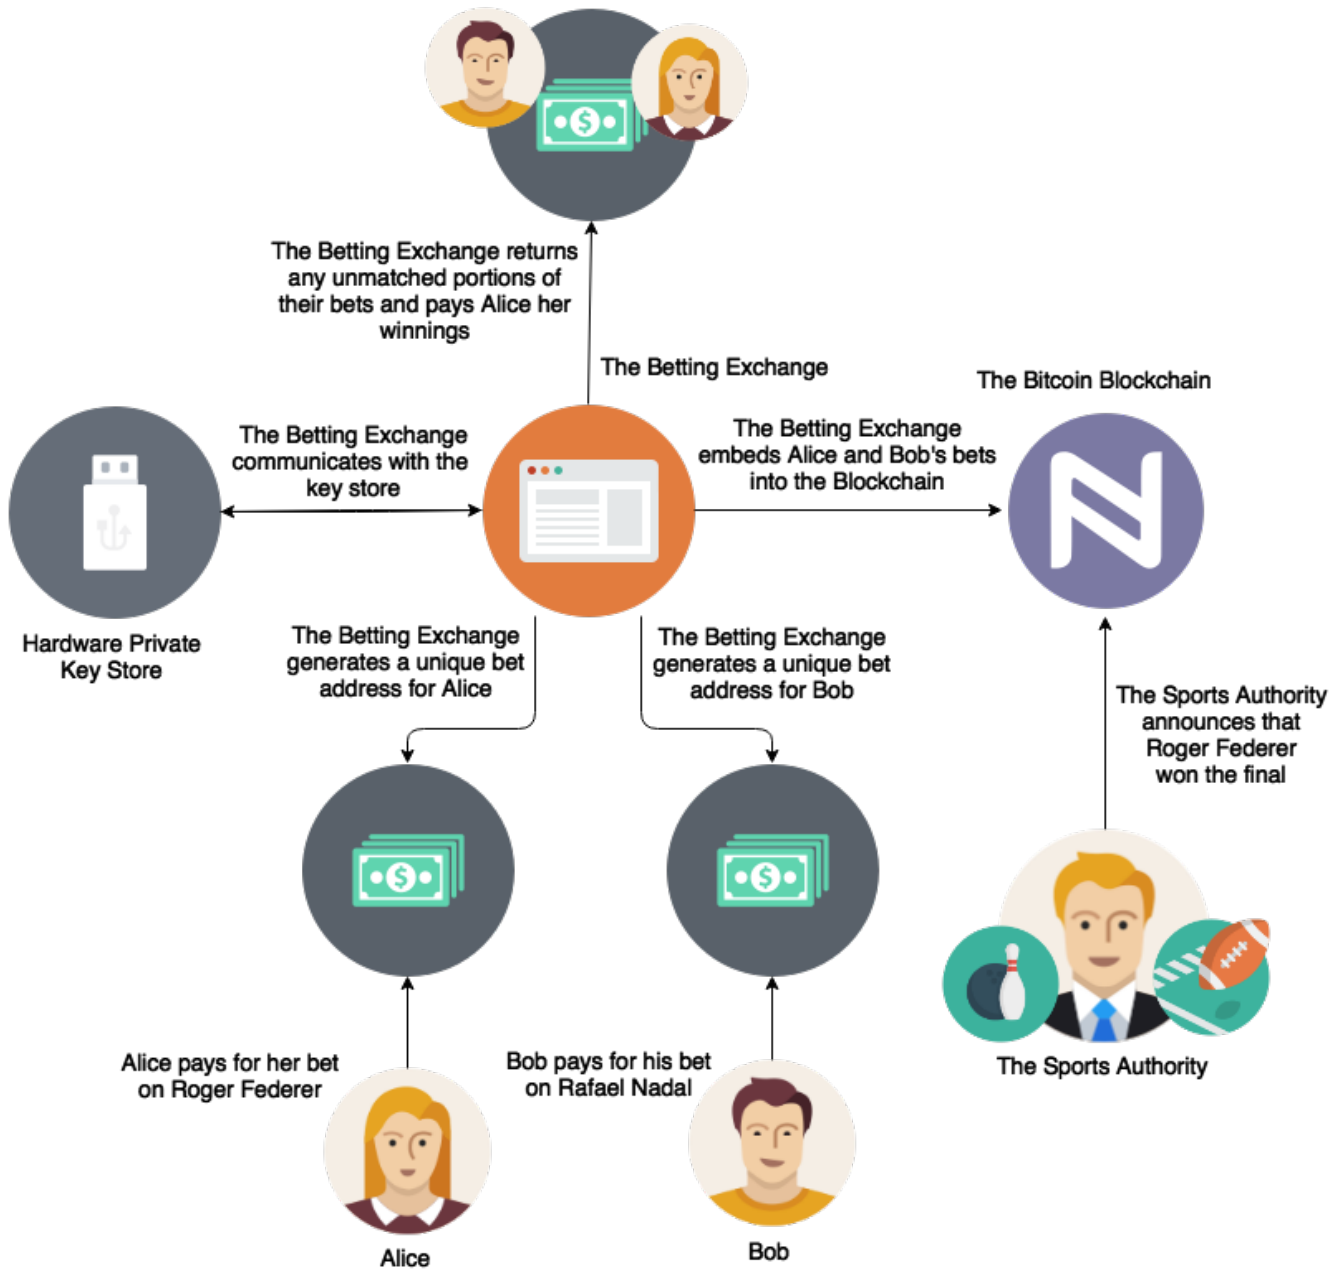 The Betting Exchange returns
any unmatched portions of
their bets and pays Alice her
winnings
The Betting Exchange
The Bitcoin Blockchain
The Betting Exchange
communicates with the
key store
The Betting Exchange
embeds Alice and Bob's bets
into the Blockchain
Hardware Private
Key Store
The Betting Exchange
generates a unique bet
address for Alice
The Betting Exchange
generates a unique bet
address for Bob
The Sports Authority
announces that
Roger Federer
won the final
Alice pays for her bet
on Roger Federer
Bob pays for his bet
on Rafael Nadal
The Sports Authority
Alice
Bob